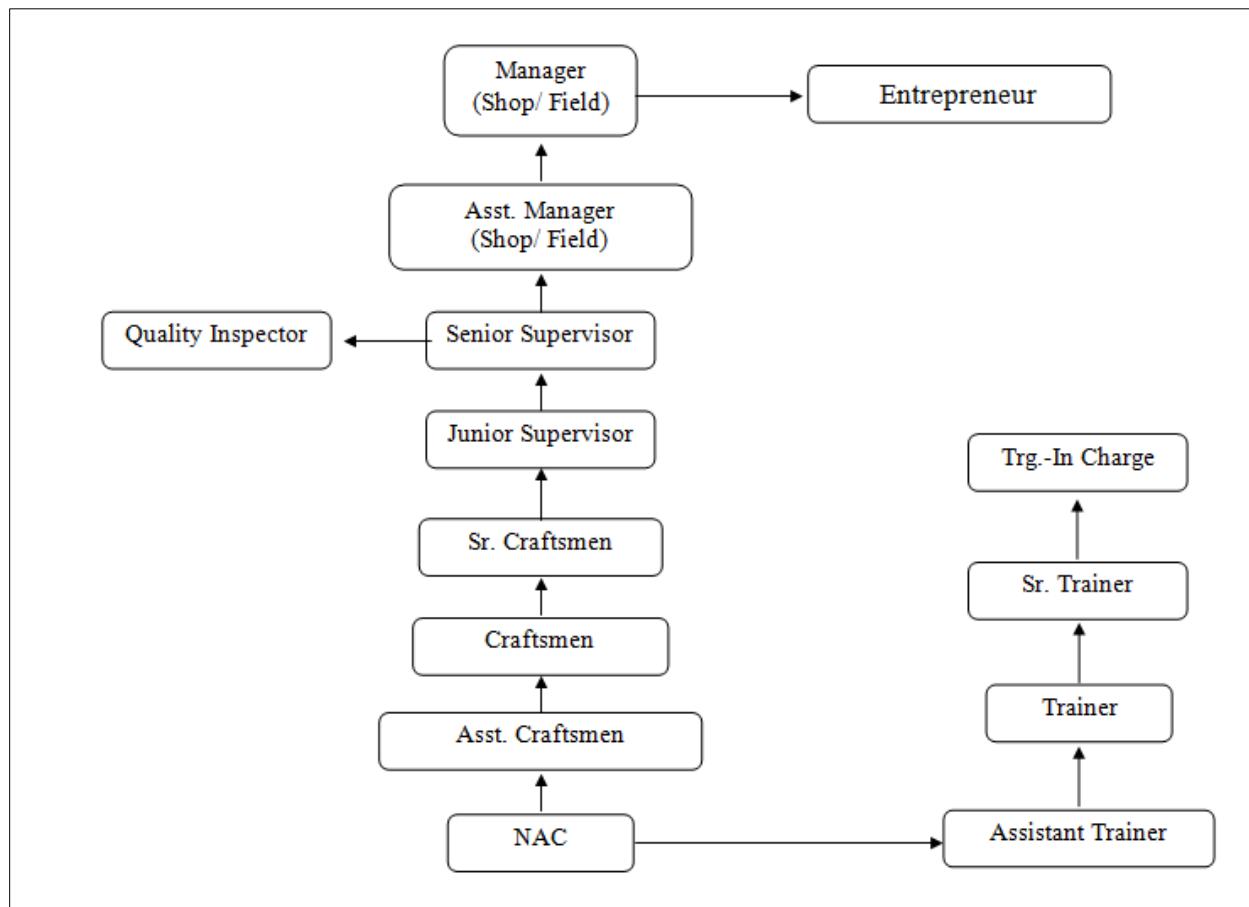 Manager
(Shop/ Field)
Entrepreneur
Asst. Manager
(Shop/ Field)
Quality Inspector
Senior Supervisor
Junior Supervisor
Trg.-In Charge
Sr. Craftsmen
Sr. Trainer
Craftsmen
Trainer
Asst. Craftsmen
NAC
Assistant Trainer